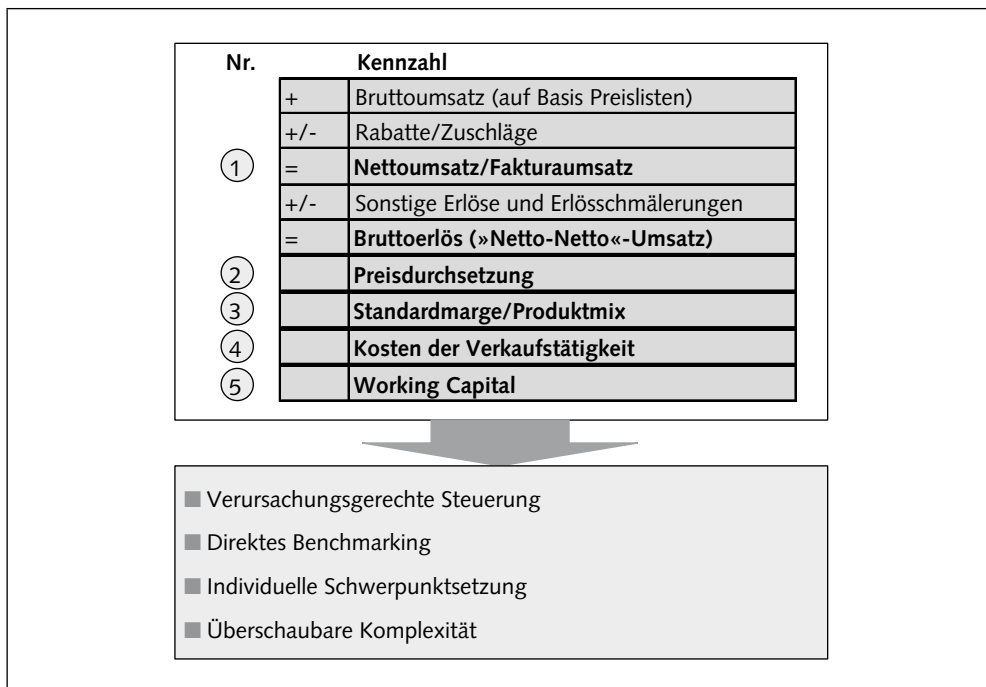 Nr. Kennzahl
+ Bruttoumsatz (auf Basis Preislisten)
+/- Rabatte/Zuschläge
1 = Nettoumsatz/Fakturaumsatz
+/- Sonstige Erlöse und Erlösschmälerungen
= Bruttoerlös (»Netto-Netto«-Umsatz)
2 Preisdurchsetzung
3 Standardmarge/Produktmix
4 Kosten der Verkaufstätigkeit
5 Working Capital
Verursachungsgerechte Steuerung
Direktes Benchmarking
Individuelle Schwerpunktsetzung
Überschaubare Komplexität